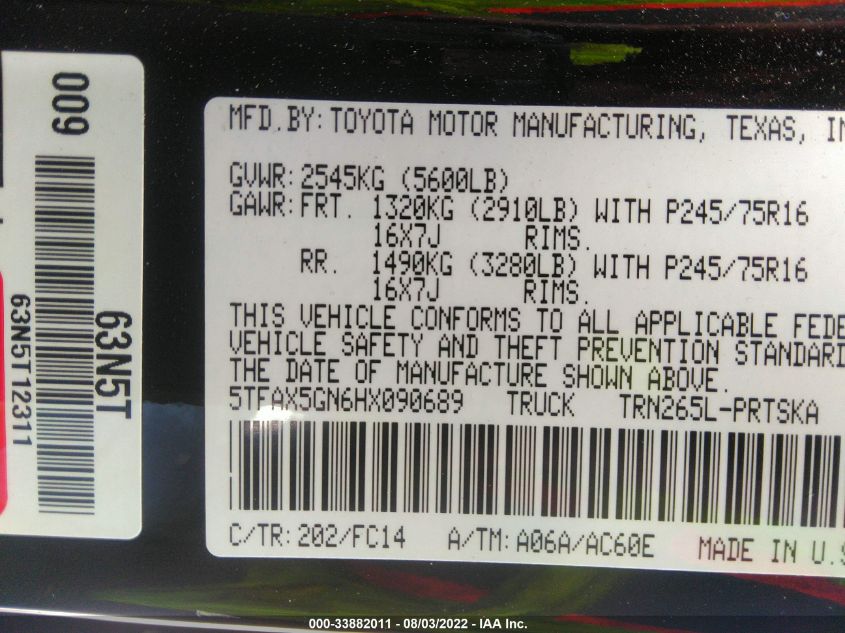 009
63N5T
63N5T12311
MFD.BY: TOYOTA MOTOR MANUFACTURING, TEXAS, IN
GVWR: 2545KG (5600LB)
GAWR: FRT. 1320KG (2910LB) WITH P245/75R16
16X7J RIMS.
RR. 1490KG (3280LB) WITH P245/75R16
16X7J RIMS.
THIS VEHICLE CONFORMS TO ALL APPLICABLE FEDE
VEHICLE SAFETY AND THEFT PREVENTION STANDARD
THE DATE OF MANUFACTURE SHOWN ABOVE.
5TFAX5GN6HX090689 TRUCK TRN265L-PRTSKA
C/TR: 202/FC14 A/TM: A06A/AC60E MADE IN U.S
000-33882011 - 08/03/2022 - IAA Inc.